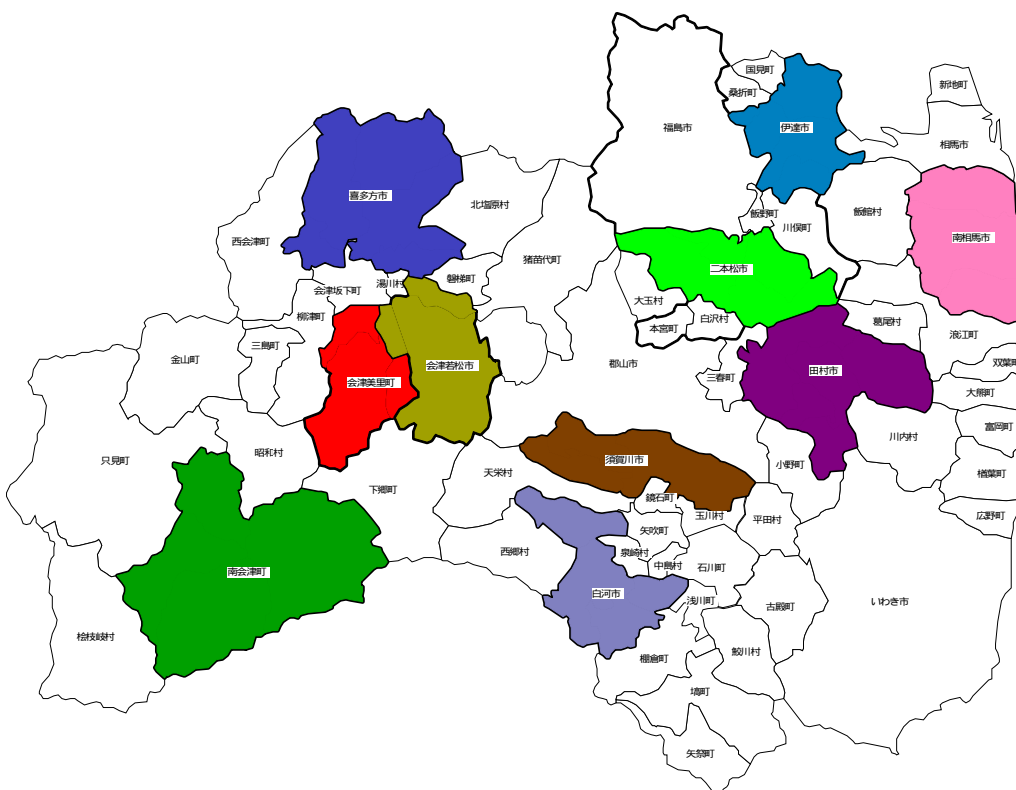 国見町
桑折町
新地町
福島市
伊達市
相馬市
喜多方市
北塩原村
飯野町
飯館村
川俣町
西会津町
南相馬市
猪苗代町
二本松市
湯川村
磐梯町
会津坂下町
大玉村
柳津町
白沢村
本宮町
葛尾村
浪江町
三島町
金山町
会津若松市
郡山市
双葉町
田村市
三春町
会津美里町
大熊町
富岡町
川内村
昭和村
只見町
須賀川市
小野町
天栄村
楢葉町
下郷町
鏡石町
玉川村
平田村
広野町
矢吹町
西郷村
泉崎村
中島村
石川町
南会津町
白河市
浅川町
古殿町
いわき市
桧枝岐村
棚倉町
鮫川村
塙町
矢祭町